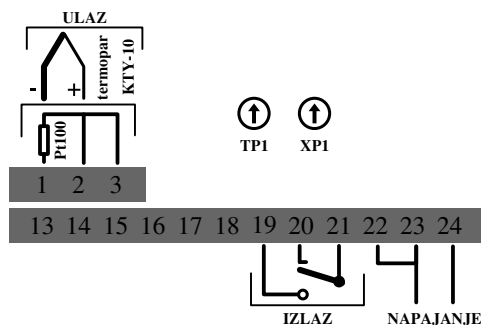 ULAZ
- +
termopar
KTY-10
Pt100
TP1 XP1
1 2 3
13 14 15 16 17 18 19 20 21 22 23 24
IZLAZ NAPAJANJE